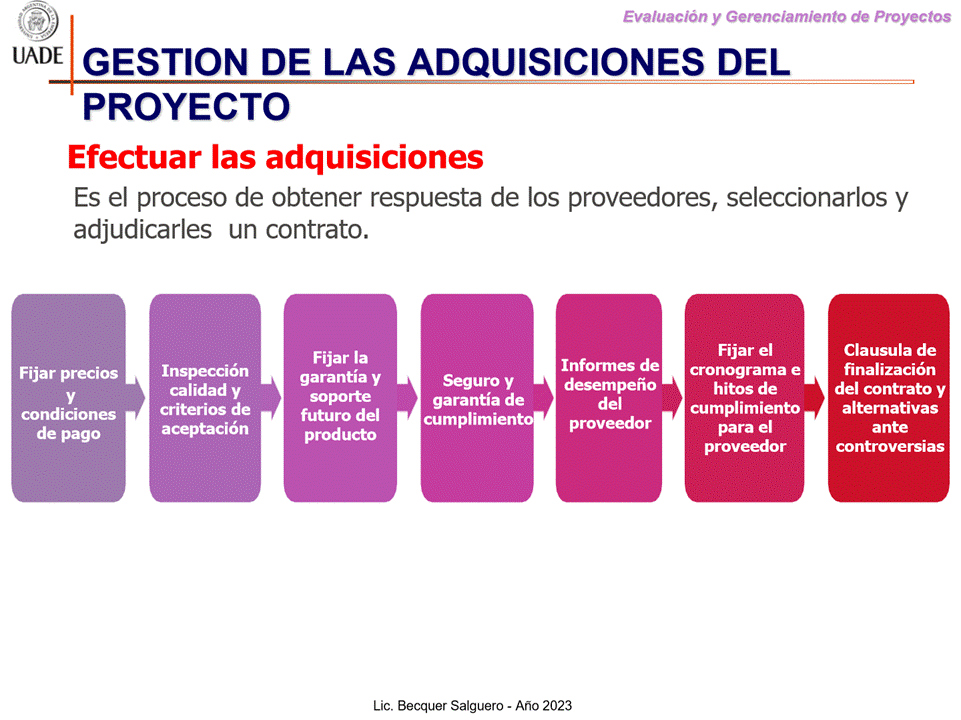 Evaluación y Gerenciamiento de Proyectos
UADE
GESTION DE LAS ADQUISICIONES DEL
PROYECTO
Efectuar las adquisiciones
Es el proceso de obtener respuesta de los proveedores, seleccionarlos y
adjudicarles un contrato.
Fijar precios
y
condiciones
de pago
Inspección
calidad y
criterios de
aceptación
Fijar la
garantía y
soporte
futuro del
producto
Seguro y
garantía de
cumplimiento
Informes de
desempeño
del
proveedor
Fijar el
cronograma e
hitos de
cumplimiento
para el
proveedor
Clausula de
finalización
del contrato y
alternativas
ante
controversias
Lic. Becquer Salguero - Año 2023